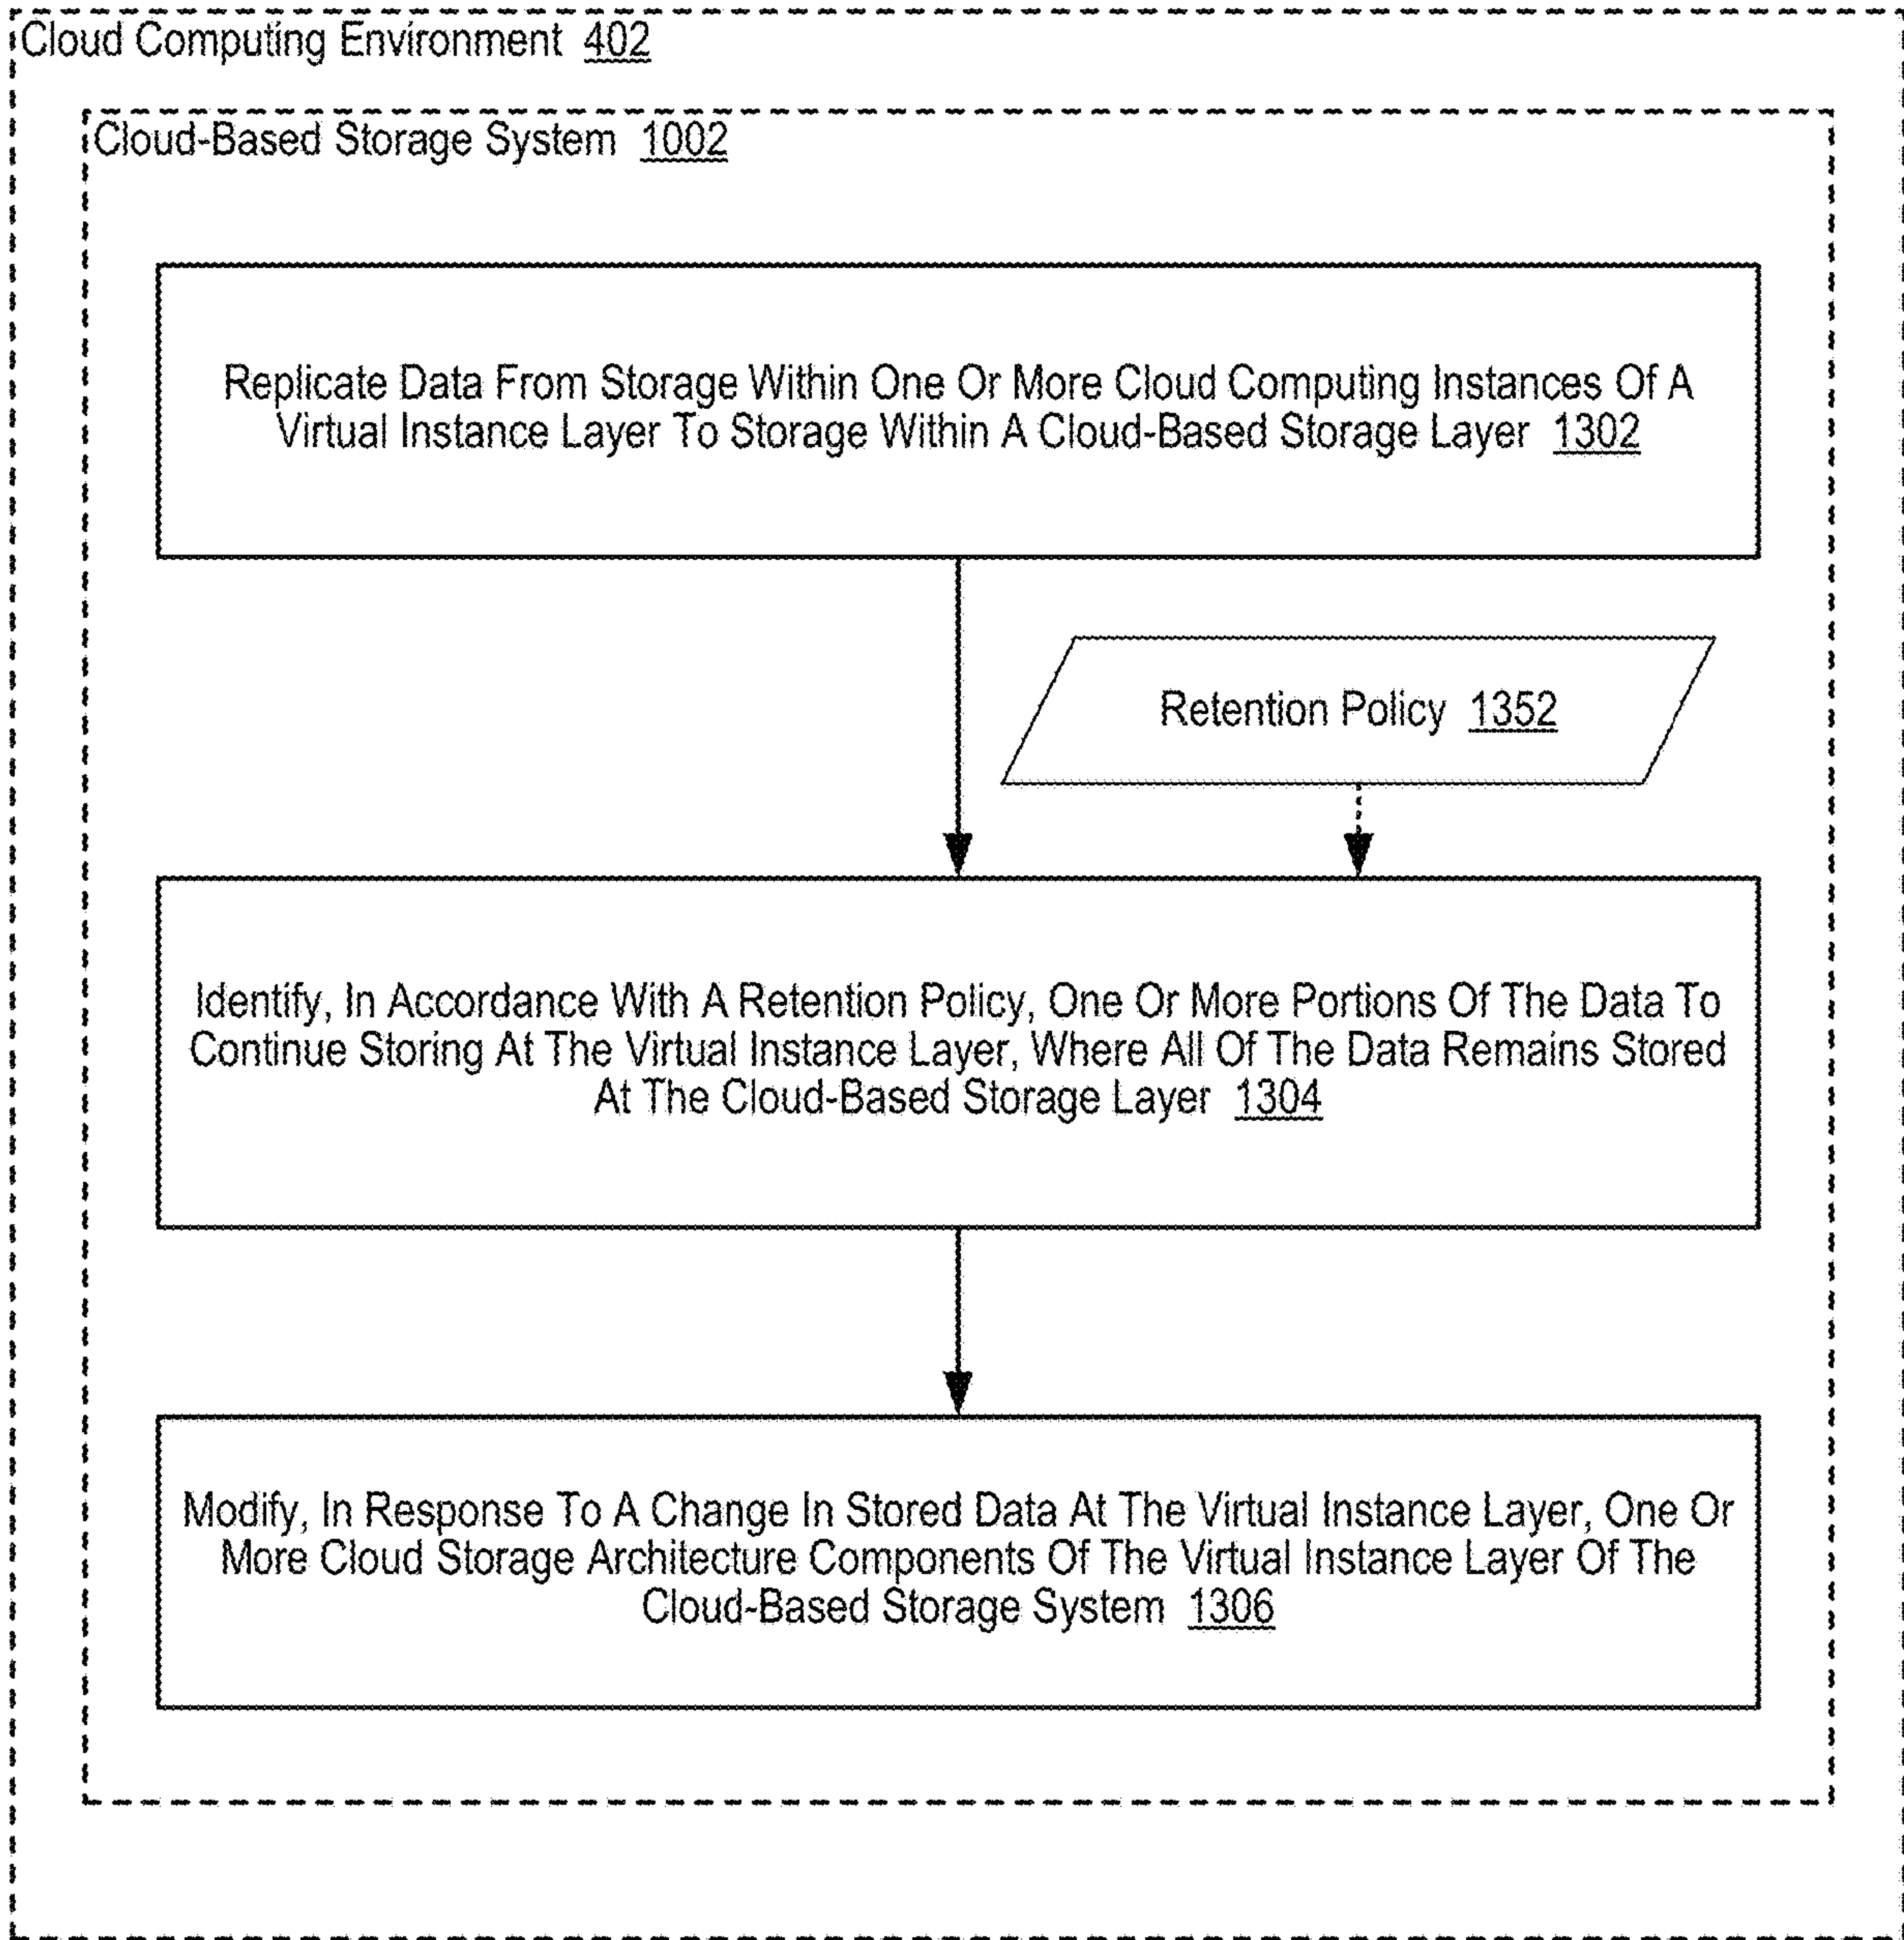 Cloud Computing Environment 402
Cloud-Based Storage System 1002
Replicate Data From Storage Within One Or More Cloud Computing Instances Of A
Virtual Instance Layer To Storage Within A Cloud-Based Storage Layer 1302
Retention Policy 1352
Identify, In Accordance With A Retention Policy, One Or More Portions Of The Data To
Continue Storing At The Virtual Instance Layer, Where All Of The Data Remains Stored
At The Cloud-Based Storage Layer 1304
Modify, In Response To A Change In Stored Data At The Virtual Instance Layer, One Or
More Cloud Storage Architecture Components Of The Virtual Instance Layer Of The
Cloud-Based Storage System 1306